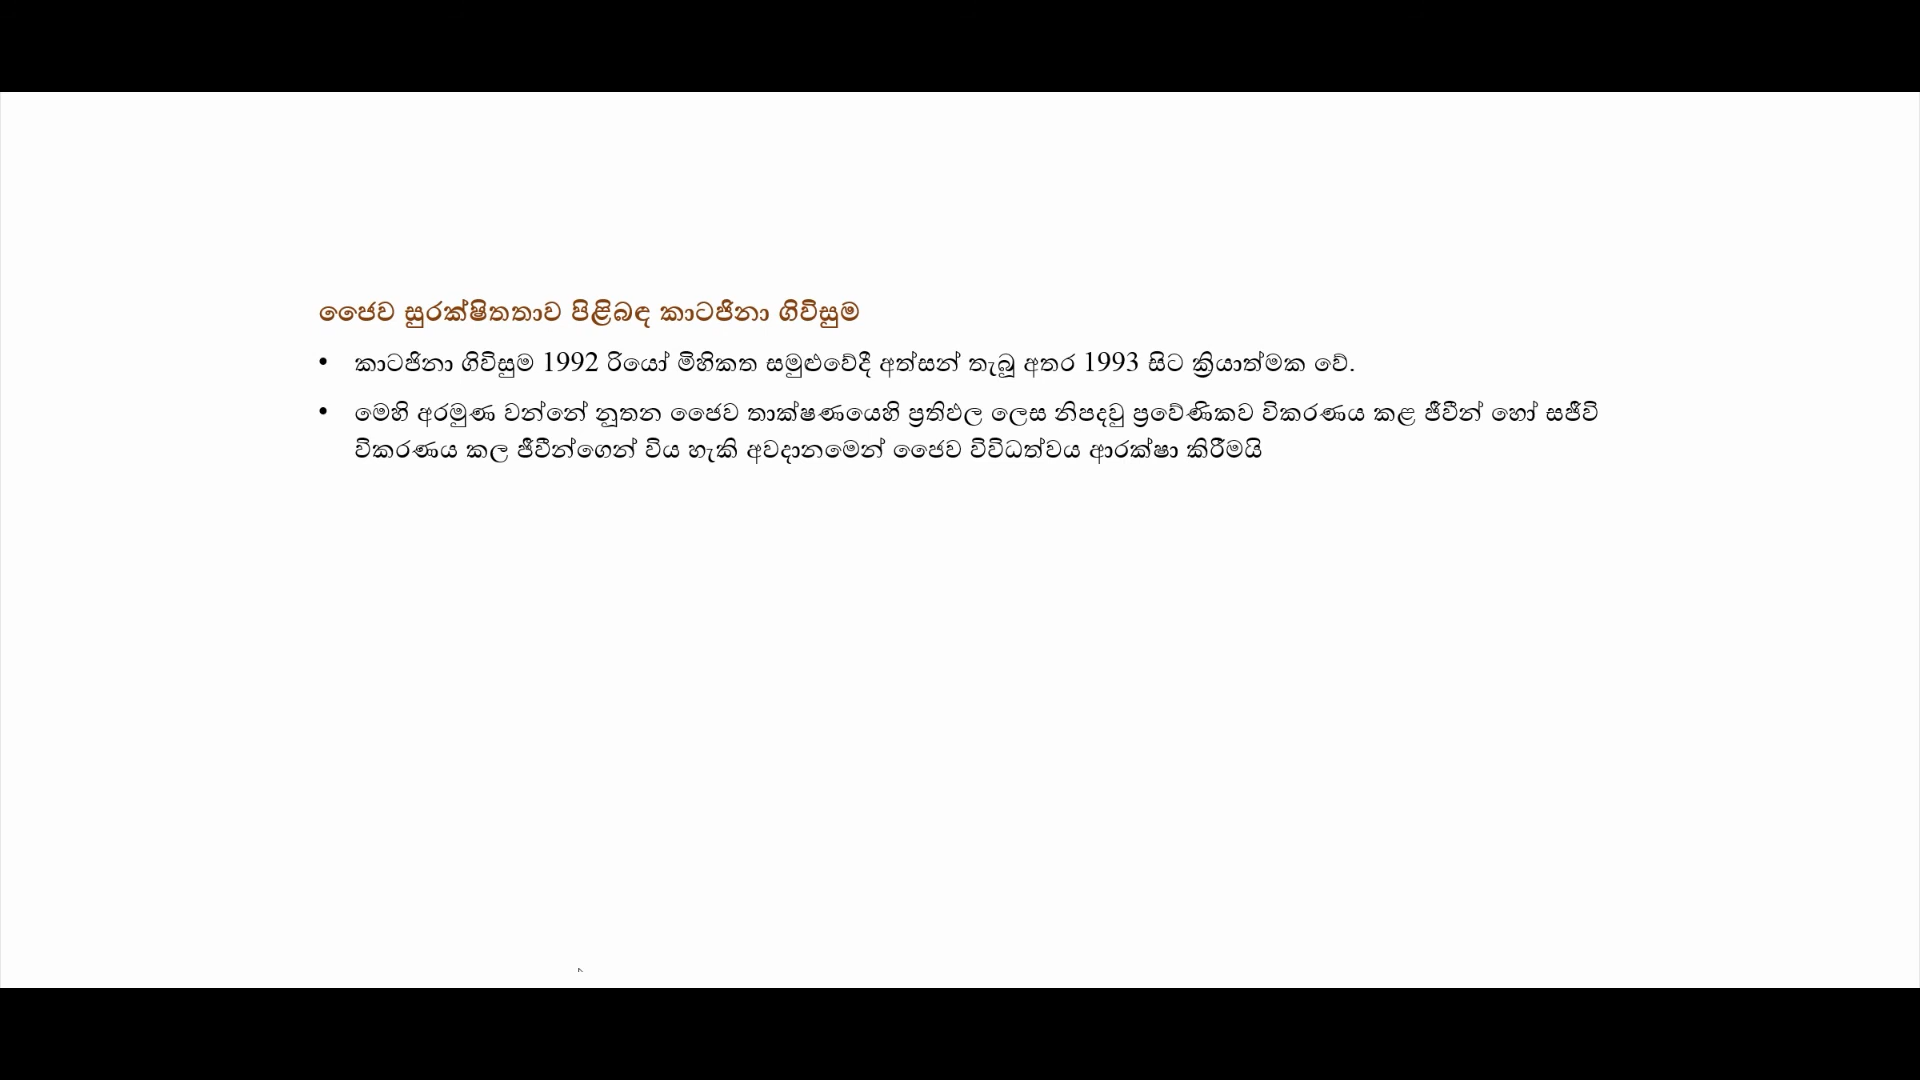 ජෛව සුරක්ෂිතතාව පිළිබඳ කාටජිනා ගිවිසුම
• කාටජිනා ගිවිසුම 1992 රියෝ මිහිකත සමුළුවේදී අත්සන් තැබූ අතර 1993 සිට ක්‍රියාත්මක වේ.
• මෙහි අරමුණ වන්නේ නූතන ජෛව තාක්ෂණයෙහි ප්‍රතිඵල ලෙස නිපදවු ප්‍රවේණිකව විකරණය කළ ජීවීන් හෝ සජීවි
විකරණය කල ජීවීන්ගෙන් විය හැකි අවදානමෙන් ජෛව විවිධත්වය ආරක්ෂා කිරීමයි